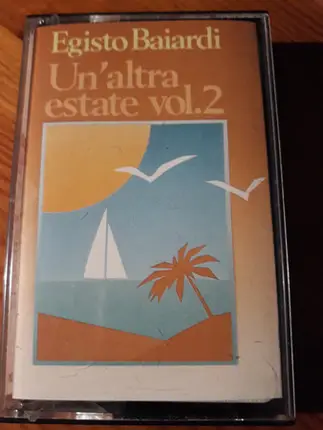 Egisto Baiardi
Un'altra
estate vol.2